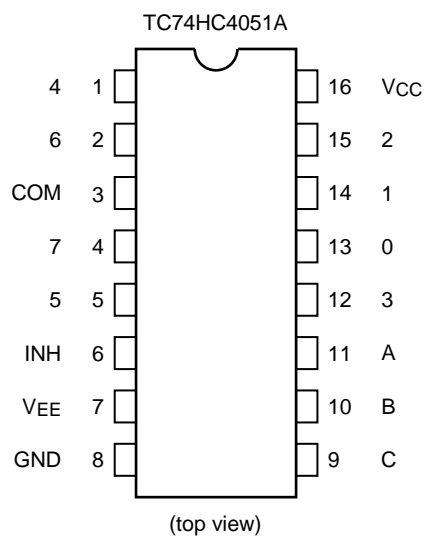 TC74HC4051A
4 1 16 VCC
6 2 15 2
COM 3 14 1
7 4 13 0
5 5 12 3
INH 6 11 A
VEE 7 10 B
GND 8 9 C
(top view)